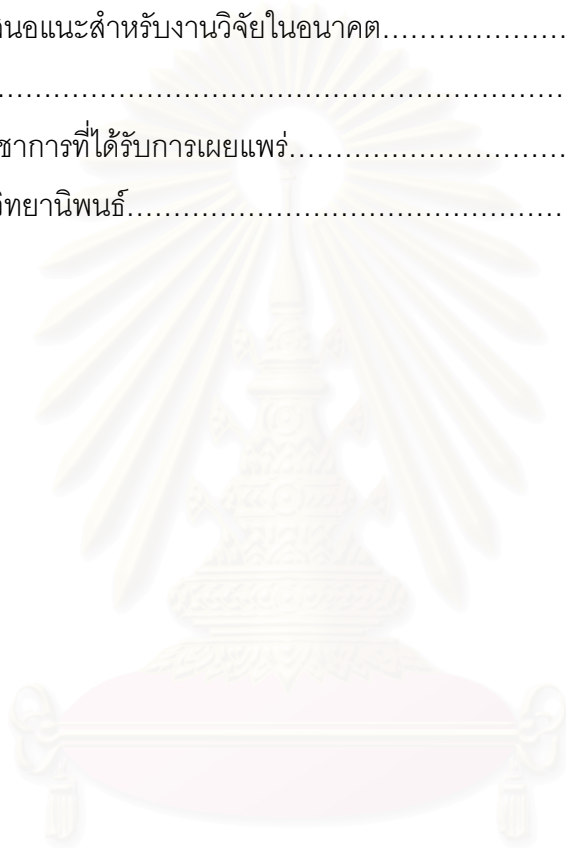 นอแนะสำหรับงานวิจัยในอนาคต....................
............................................................
ชาการที่ได้รับการเผยแพร่..............................
วิทยานิพนธ์...............................................